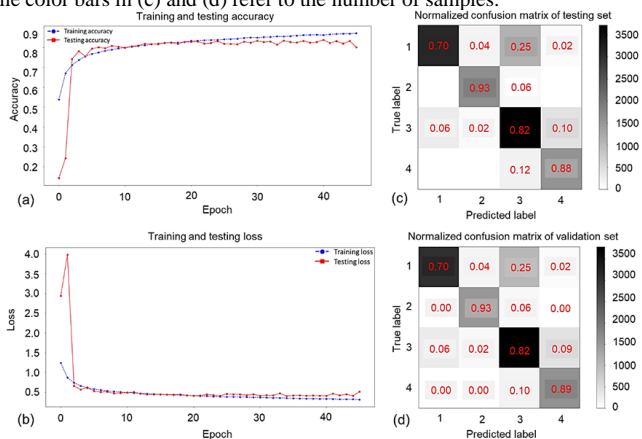 he color bars in (c) and (d) refer to the number of samples.
Training and testing accuracy
Training accuracy
Testing accuracy
Accuracy
0.9
0.8
0.7
0.6
0.5
0.4
0.3
0.2
0 10 20 30 40
(a)
Epoch
Normalized confusion matrix of testing set
True label
1 0.70 0.04 0.25 0.02
2 0.93 0.06
3 0.06 0.02 0.82 0.10
4 0.12 0.88
1 2 3 4
(c)
Predicted label
3500
3000
2500
2000
1500
1000
500
0
Training and testing loss
Training loss
Testing loss
Loss
4.0
3.5
3.0
2.5
2.0
1.5
1.0
0.5
0 10 20 30 40
(b)
Epoch
Normalized confusion matrix of validation set
True label
1 0.70 0.04 0.25 0.02
2 0.00 0.93 0.06 0.00
3 0.06 0.02 0.82 0.09
4 0.00 0.00 0.10 0.89
1 2 3 4
(d)
Predicted label
3500
3000
2500
2000
1500
1000
500
0